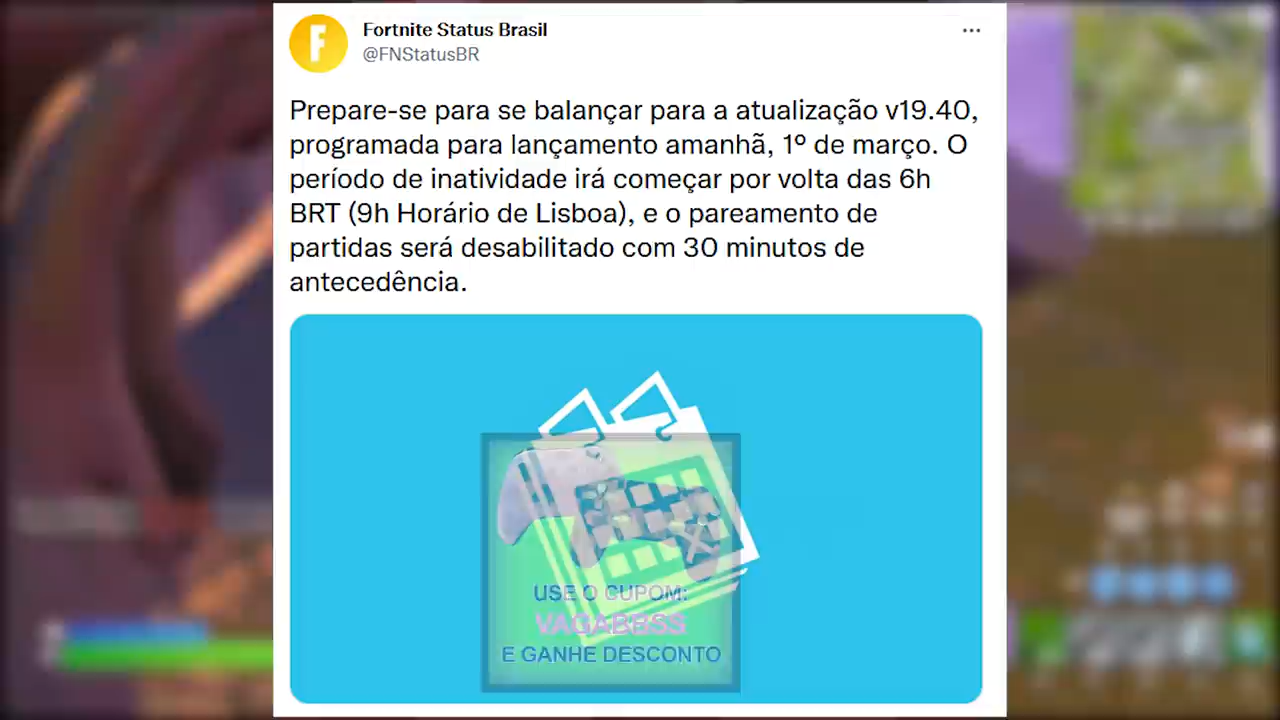 Fortnite Status Brasil
@FNStatusBR
Prepare-se para se balançar para a atualização v19.40,
programada para lançamento amanhã, 1º de março. O
período de inatividade irá começar por volta das 6h
BRT (9h Horário de Lisboa), e o pareamento de
partidas será desabilitado com 30 minutos de
antecedência.
USE O CUPOM:
VAGABBSS
E GANHE DESCONTO